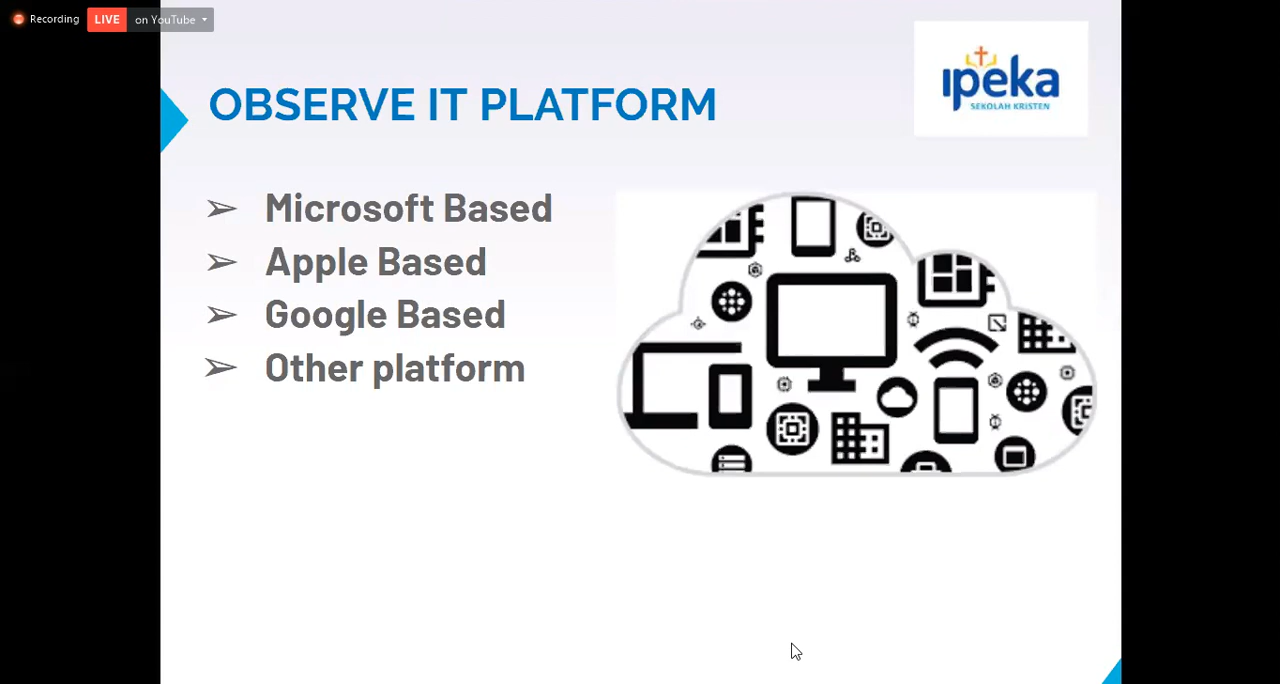 Recording
LIVE on YouTube
ipeka
SEKOLAH KRISTEN
OBSERVE IT PLATFORM
➢ Microsoft Based
➢ Apple Based
➢ Google Based
➢ Other platform